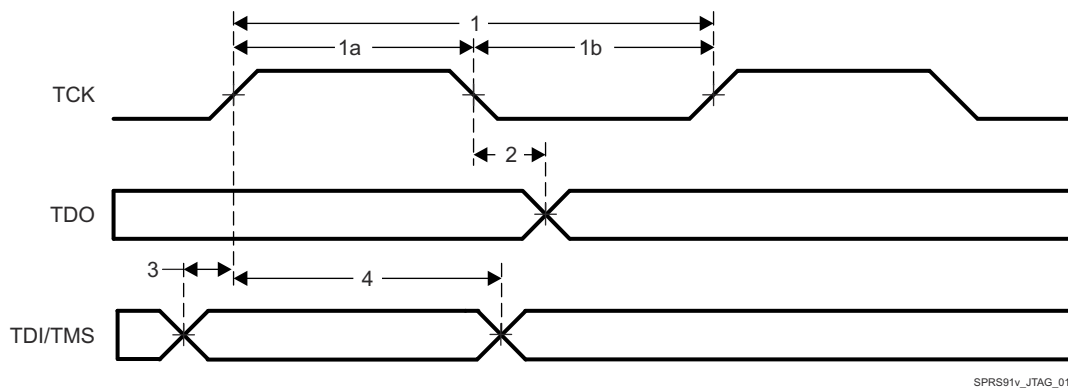 1
1a
1b
TCK
2
TDO
3
4
TDI/TMS
SPRS91v_JTAG_01